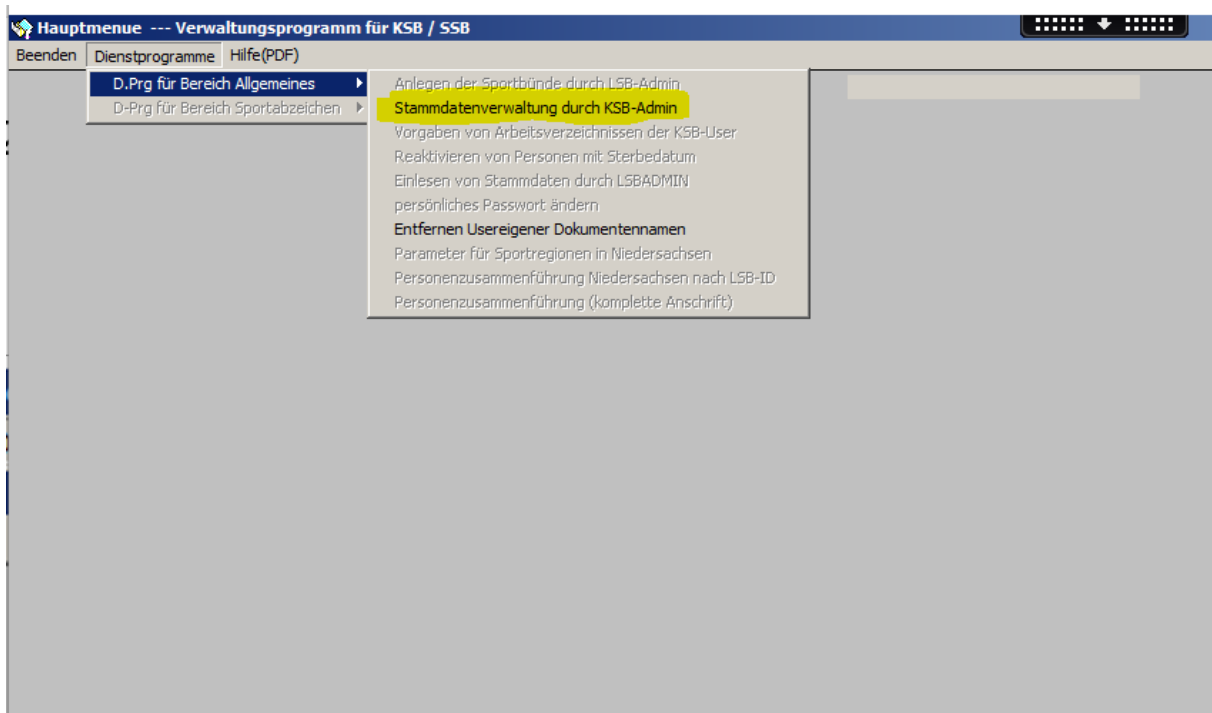 Hauptmenue --- Verwaltungsprogramm für KSB / SSB
Beenden Dienstprogramme Hilfe(PDF)
D.Prg für Bereich Allgemeines
D-Prg für Bereich Sportabzeichen
Anlegen der Sportbünde durch LSB-Admin
Stammdatenverwaltung durch KSB-Admin
Vorgaben von Arbeitsverzeichnissen der KSB-User
Reaktivieren von Personen mit Sterbedatum
Einlesen von Stammdaten durch LSBADMIN
persönliches Passwort ändern
Entfernen Usereigener Dokumentennamen
Parameter für Sportregionen in Niedersachsen
Personenzusammenführung Niedersachsen nach LSB-ID
Personenzusammenführung (komplette Anschrift)